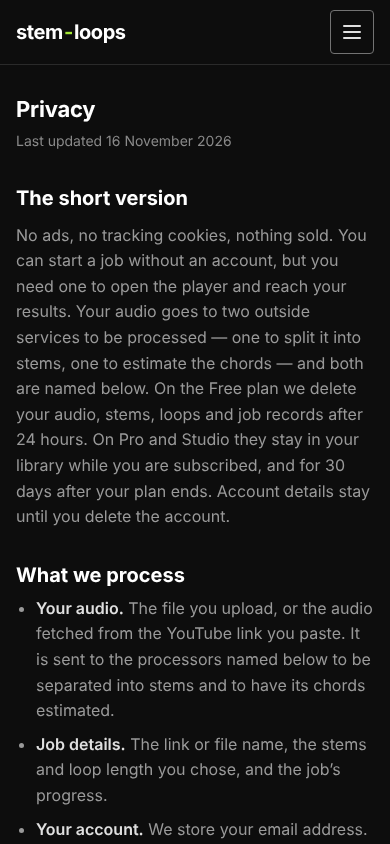 stem-loops
Privacy
Last updated 16 November 2026
The short version
No ads, no tracking cookies, nothing sold. You
can start a job without an account, but you
need one to open the player and reach your
results. Your audio goes to two outside
services to be processed — one to split it into
stems, one to estimate the chords — and both
are named below. On the Free plan we delete
your audio, stems, loops and job records after
24 hours. On Pro and Studio they stay in your
library while you are subscribed, and for 30
days after your plan ends. Account details stay
until you delete the account.
What we process
• Your audio. The file you upload, or the audio
fetched from the YouTube link you paste. It
is sent to the processors named below to be
separated into stems and to have its chords
estimated.
• Job details. The link or file name, the stems
and loop length you chose, and the job’s
progress.
• Your account. We store your email address.